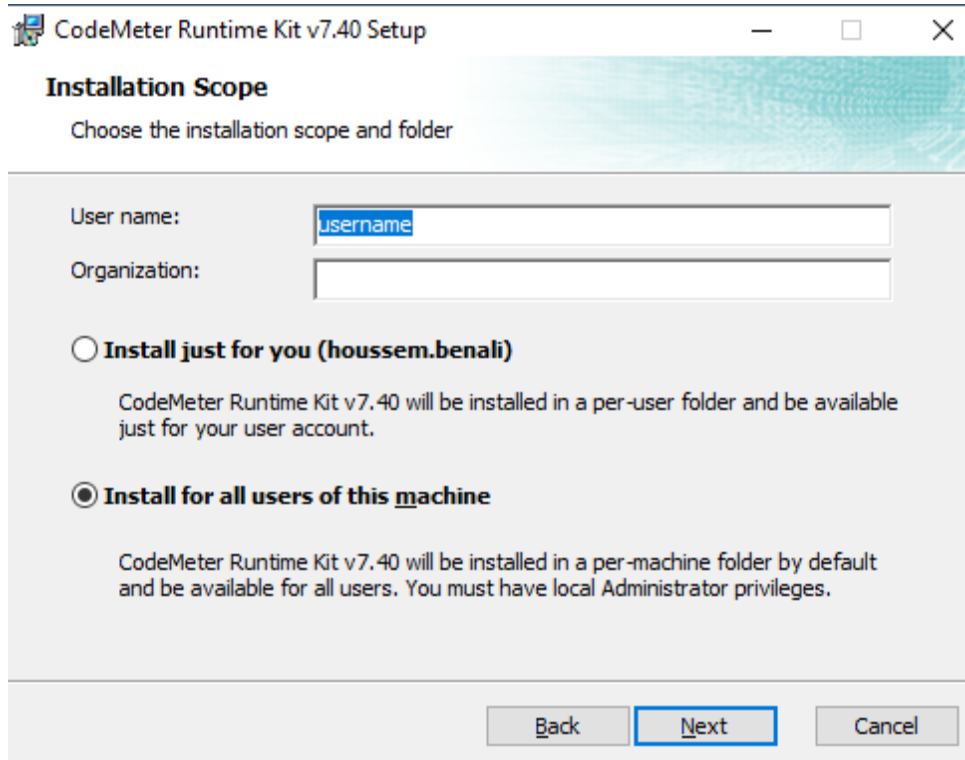 CodeMeter Runtime Kit v7.40 Setup
Installation Scope
Choose the installation scope and folder
User name:
username
Organization:
Install just for you (houssem.benali)
CodeMeter Runtime Kit v7.40 will be installed in a per-user folder and be available
just for your user account.
Install for all users of this machine
CodeMeter Runtime Kit v7.40 will be installed in a per-machine folder by default
and be available for all users. You must have local Administrator privileges.
Back
Next
Cancel